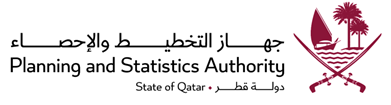 جهاز التخطيط والإحصاء
Planning and Statistics Authority
دولة قطر • State of Qatar